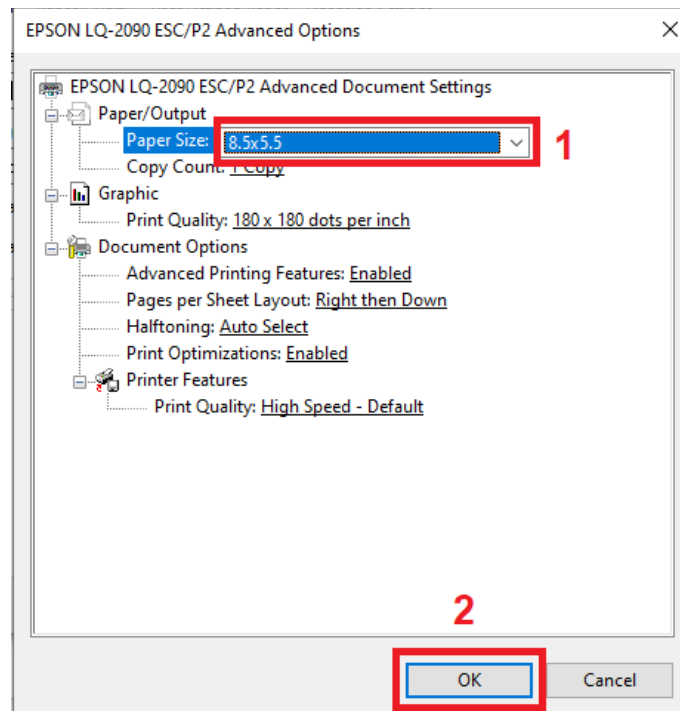 EPSON LQ-2090 ESC/P2 Advanced Options
EPSON LQ-2090 ESC/P2 Advanced Document Settings
Paper/Output
Paper Size: 8.5x5.5 1
Copy Count: 1 Copy
Graphic
Print Quality: 180 x 180 dots per inch
Document Options
Advanced Printing Features: Enabled
Pages per Sheet Layout: Right then Down
Halftoning: Auto Select
Print Optimizations: Enabled
Printer Features
Print Quality: High Speed - Default
2
OK Cancel